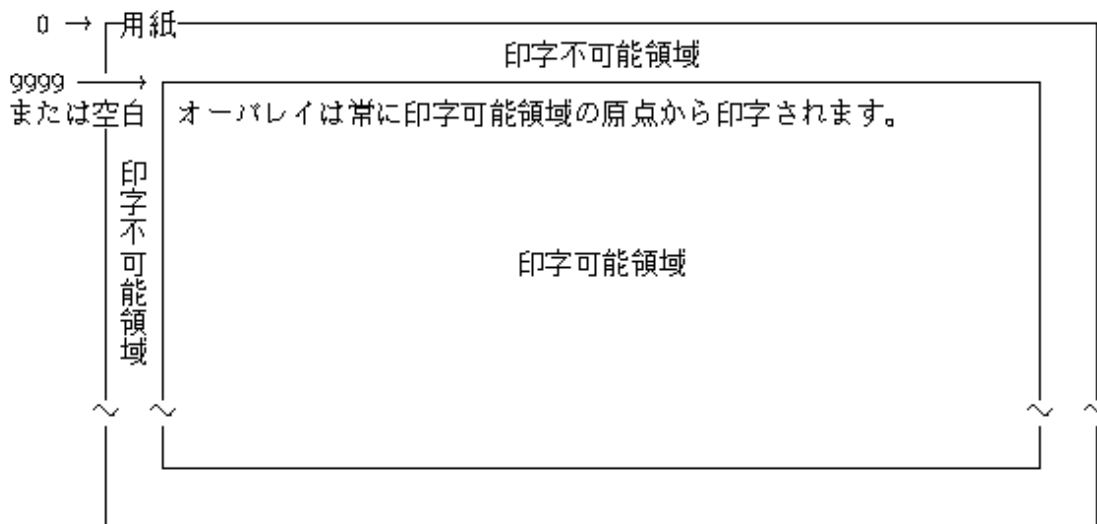 0 → 用紙
印字不可能領域
9999
または空白
オーバレイは常に印字可能領域の原点から印字されます。
印字不可能領域
印字可能領域